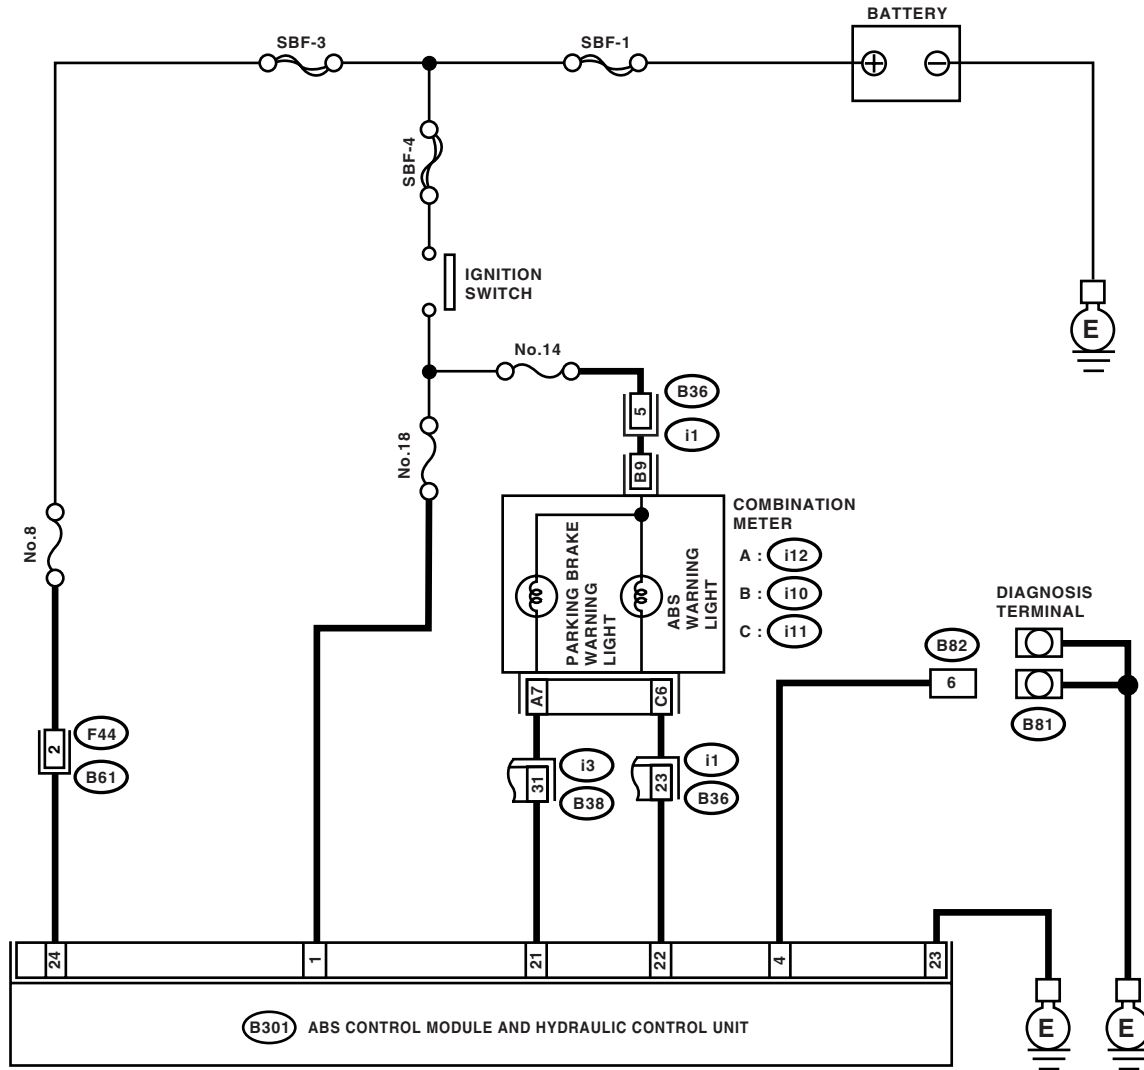 BATTERY
SBF-3
SBF-1
SBF-4
IGNITION
SWITCH
E
No.14
B36
5
i1
No.18
B9
COMBINATION
METER
A : i12
B : i10
C : i11
PARKING BRAKE
WARNING
LIGHT
ABS
WARNING
LIGHT
No.8
DIAGNOSIS
TERMINAL
B82
6
B81
A7
C6
F44
2
B61
i3
31
B38
i1
23
B36
24
1
21
22
4
23
B301 ABS CONTROL MODULE AND HYDRAULIC CONTROL UNIT
E
E